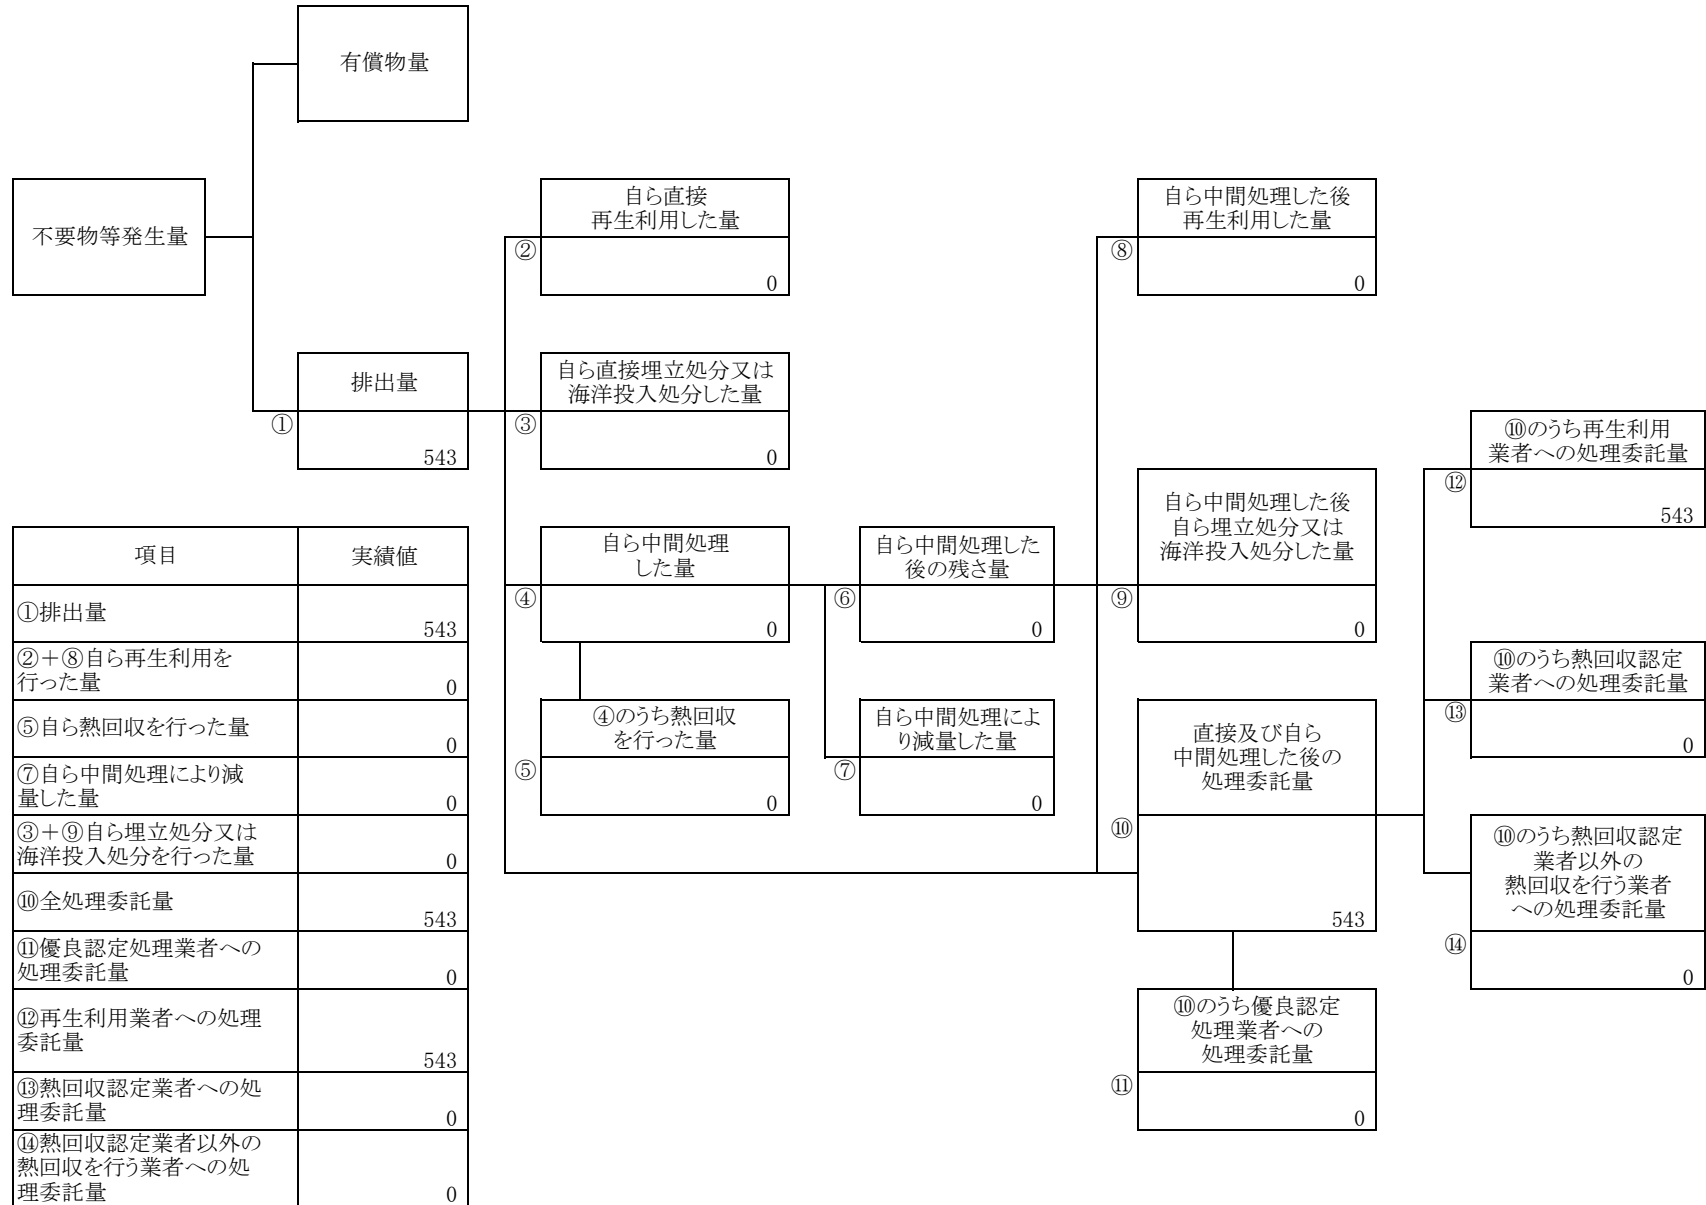 有償物量
不要物等発生量
自ら直接
再生利用した量
②
0
自ら中間処理した後
再生利用した量
⑧
0
排出量
①
543
自ら直接埋立処分又は
海洋投入処分した量
③
0
⑩のうち再生利用
業者への処理委託量
⑫
543
自ら中間処理
した量
④
0
自ら中間処理した
後の残さ量
⑥
0
自ら中間処理した後
自ら埋立処分又は
海洋投入処分した量
⑨
0
⑩のうち熱回収認定
業者への処理委託量
⑬
0
④のうち熱回収
を行った量
⑤
0
自ら中間処理によ
り減量した量
⑦
0
直接及び自ら
中間処理した後の
処理委託量
⑩
543
⑩のうち熱回収認定
業者以外の
熱回収を行う業者
への処理委託量
⑭
0
⑩のうち優良認定
処理業者への
処理委託量
⑪
0
項目 実績値
①排出量
543
②+⑧自ら再生利用を
行った量 0
⑤自ら熱回収を行った量
0
⑦自ら中間処理により減
量した量 0
③+⑨自ら埋立処分又は
海洋投入処分を行った量 0
⑩全処理委託量
543
⑪優良認定処理業者への
処理委託量 0
⑫再生利用業者への処理
委託量
543
⑬熱回収認定業者への処
理委託量 0
⑭熱回収認定業者以外の
熱回収を行う業者への処
理委託量 0